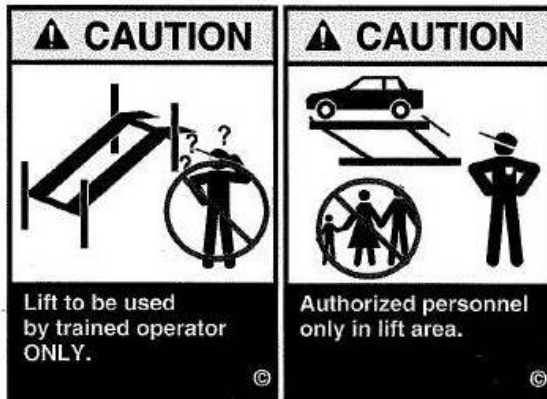 CAUTION
? ? ?
Lift to be used
by trained operator
ONLY.
©
CAUTION
Authorized personnel
only in lift area.
©